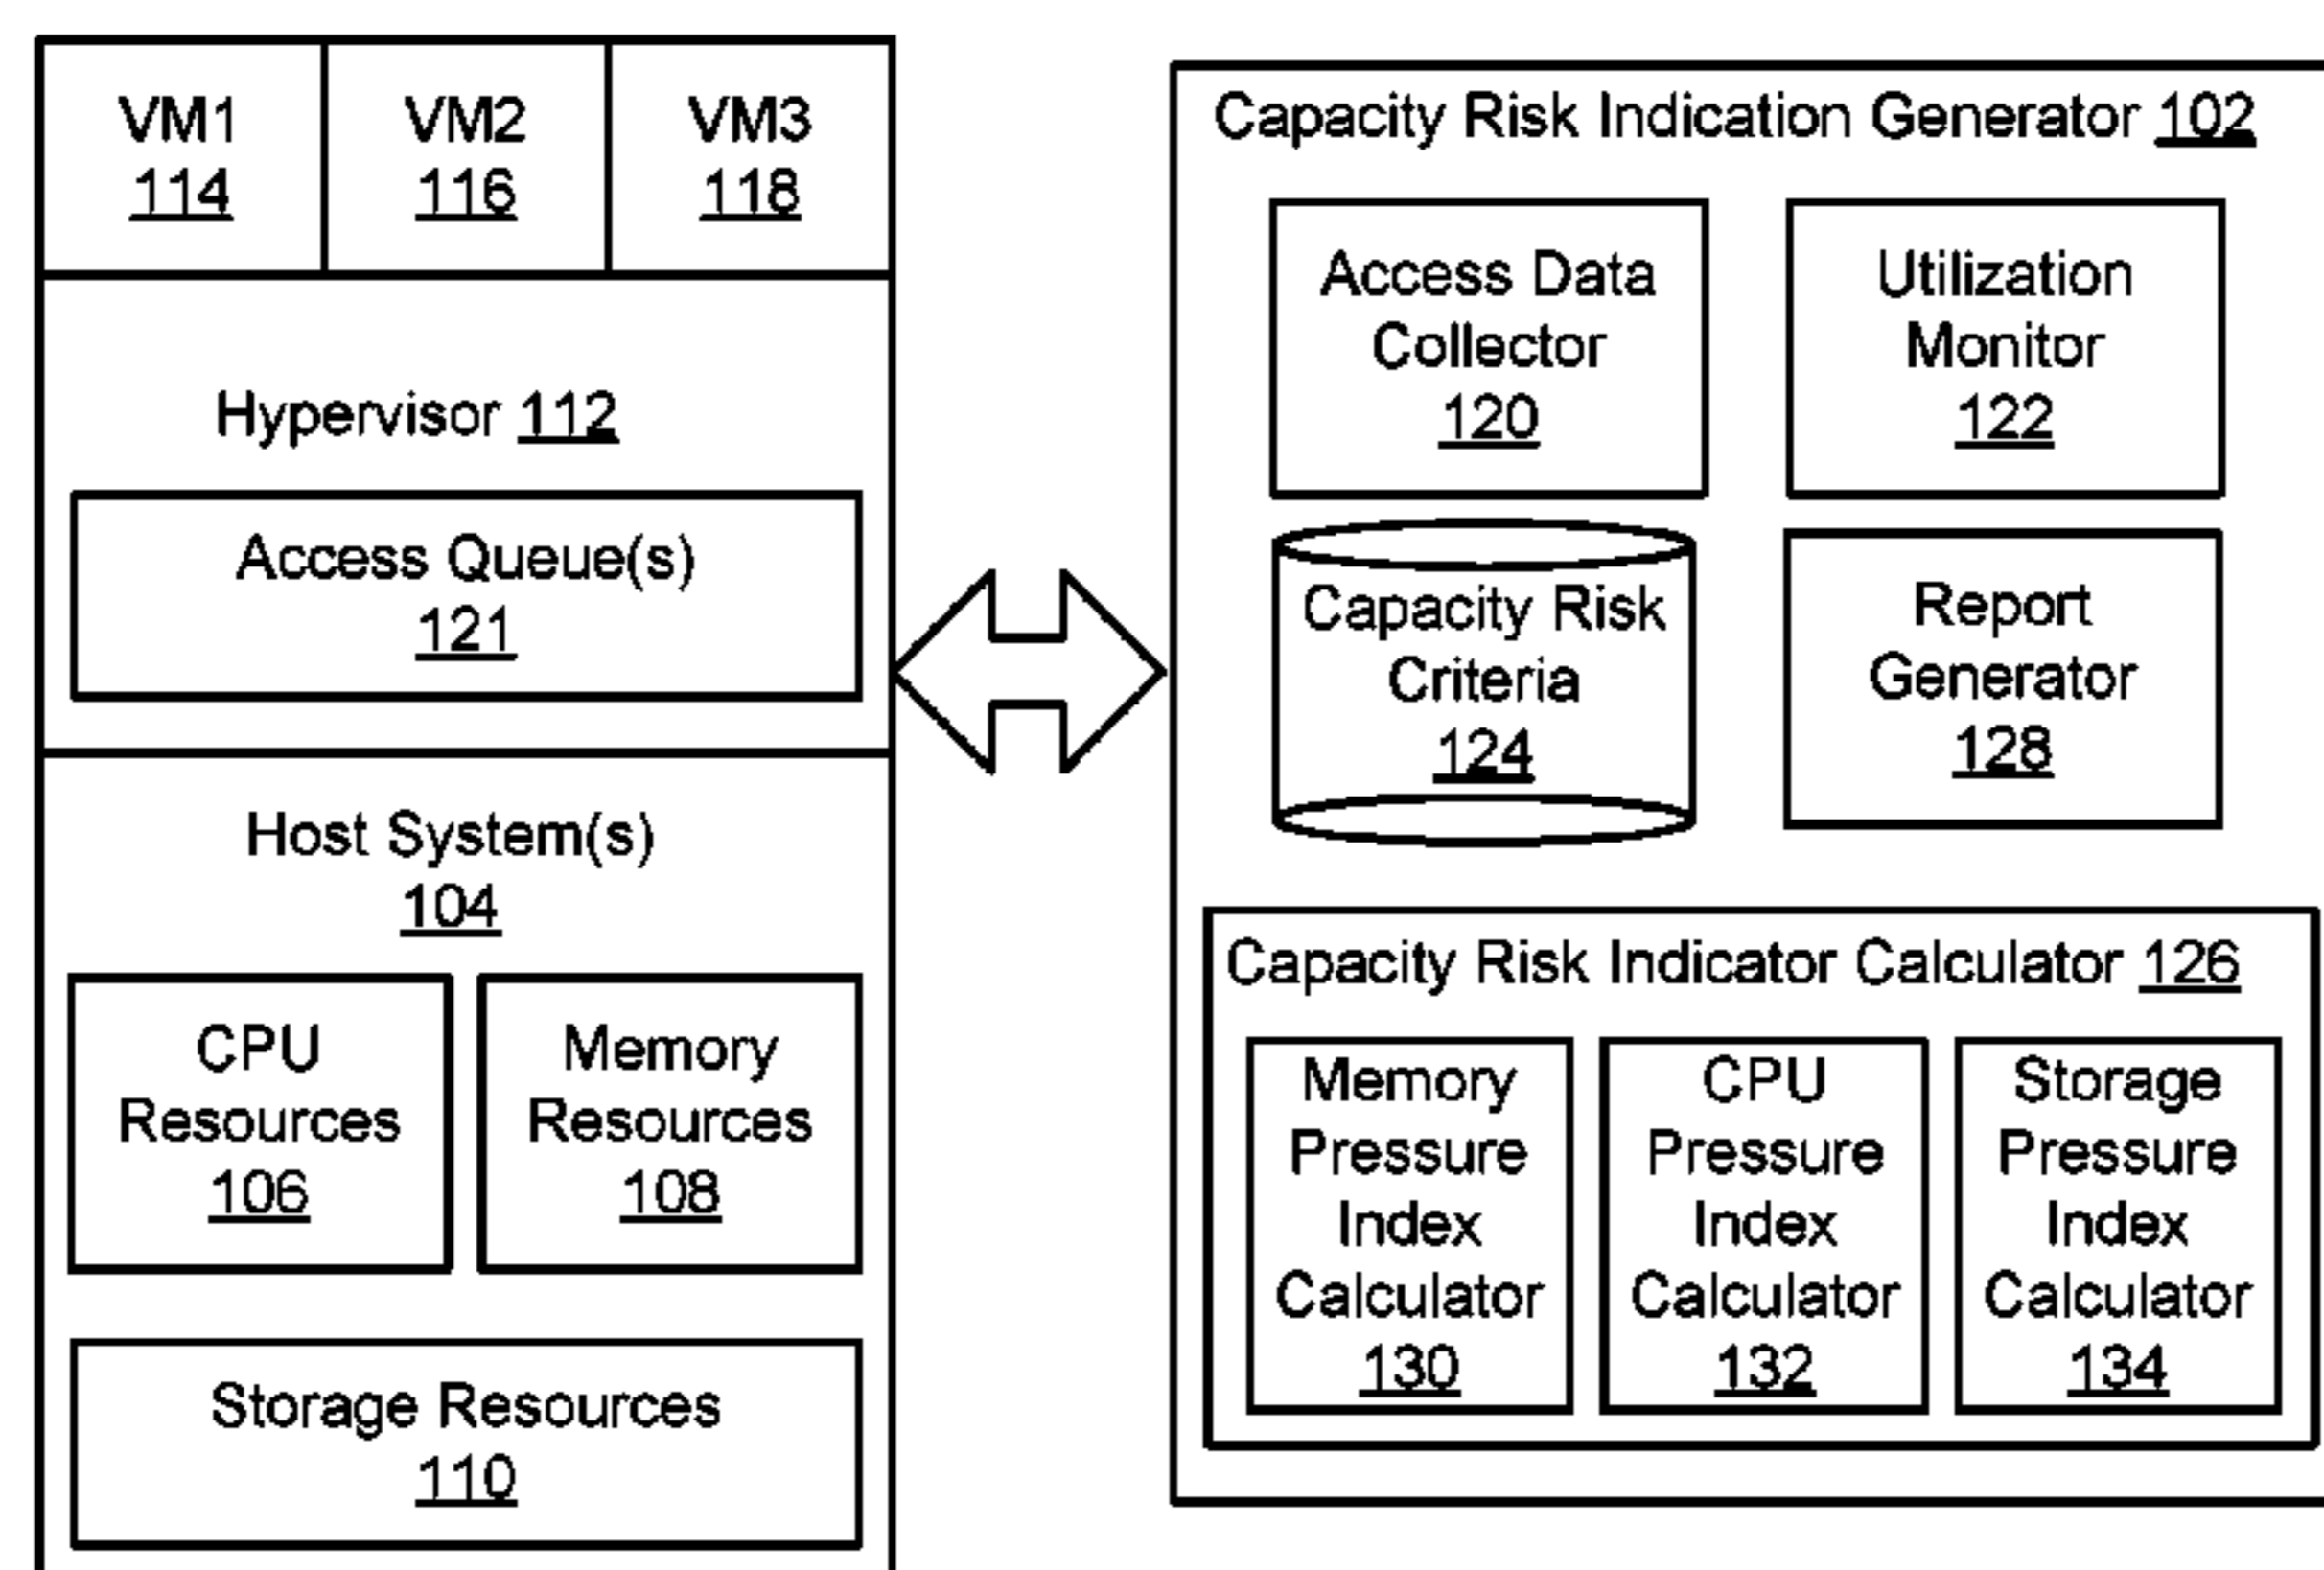 VM1
114
VM2
116
VM3
118
Hypervisor 112
Access Queue(s)
121
Host System(s)
104
CPU
Resources
106
Memory
Resources
108
Storage Resources
110
Capacity Risk Indication Generator 102
Access Data
Collector
120
Utilization
Monitor
122
Capacity Risk
Criteria
124
Report
Generator
128
Capacity Risk Indicator Calculator 126
Memory
Pressure
Index
Calculator
130
CPU
Pressure
Index
Calculator
132
Storage
Pressure
Index
Calculator
134